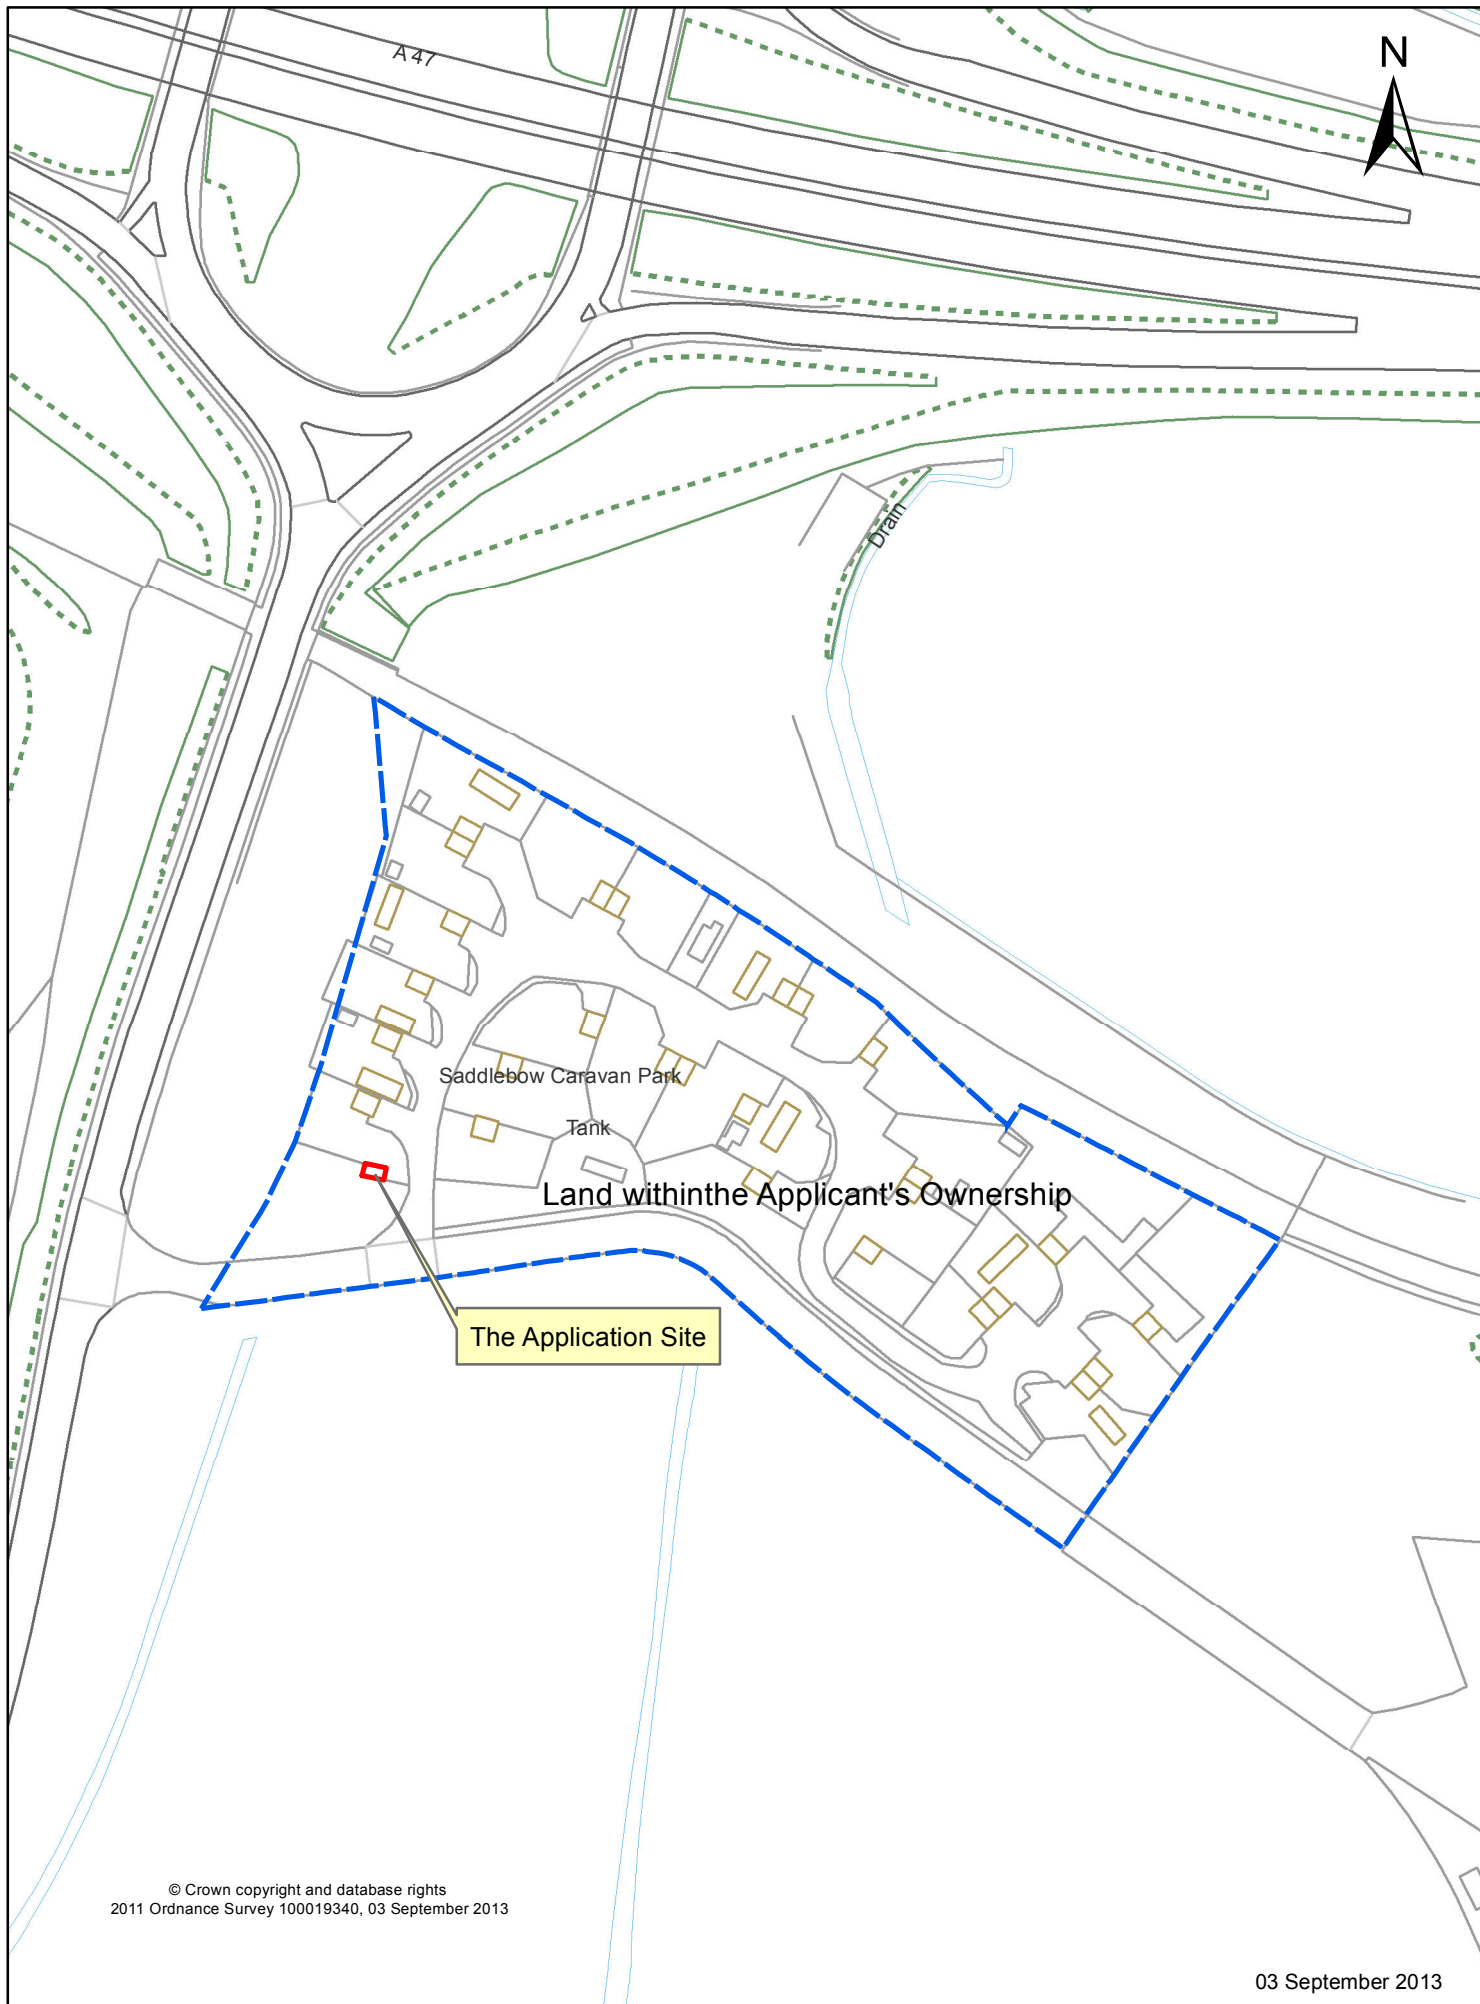 A 47
N
Drain
Saddlebow Caravan Park
Tank
Land withinthe Applicant's Ownership
The Application Site
© Crown copyright and database rights
2011 Ordnance Survey 100019340, 03 September 2013
03 September 2013